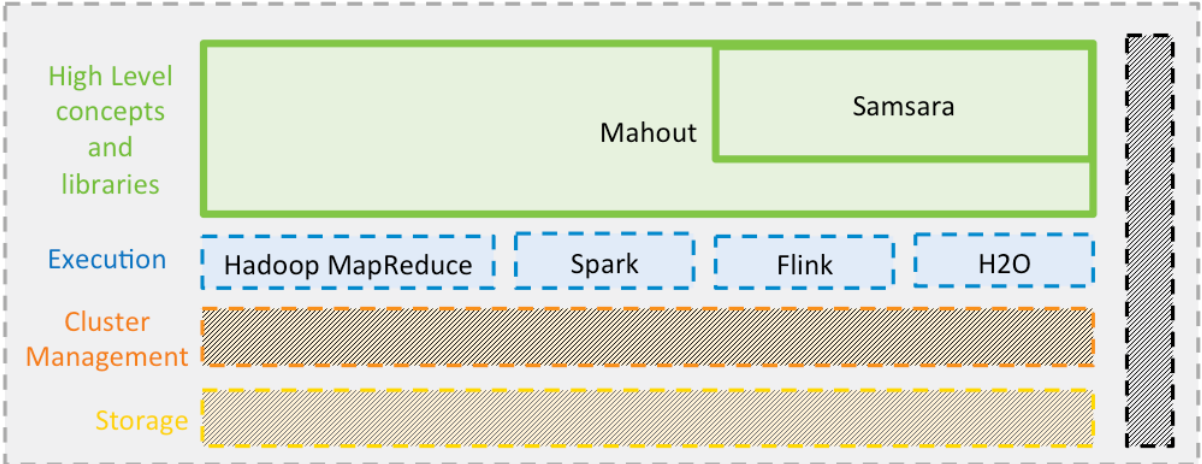 High Level
concepts
and
libraries
Mahout
Samsara
Execution
Hadoop MapReduce
Spark
Flink
H2O
Cluster
Management
Storage